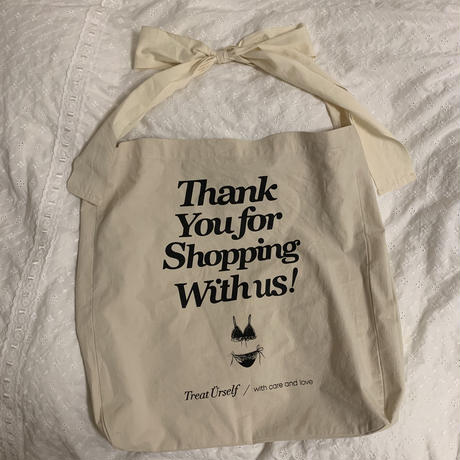 Thank
You for
Shopping
With us!
Treat Ürself / with care and love